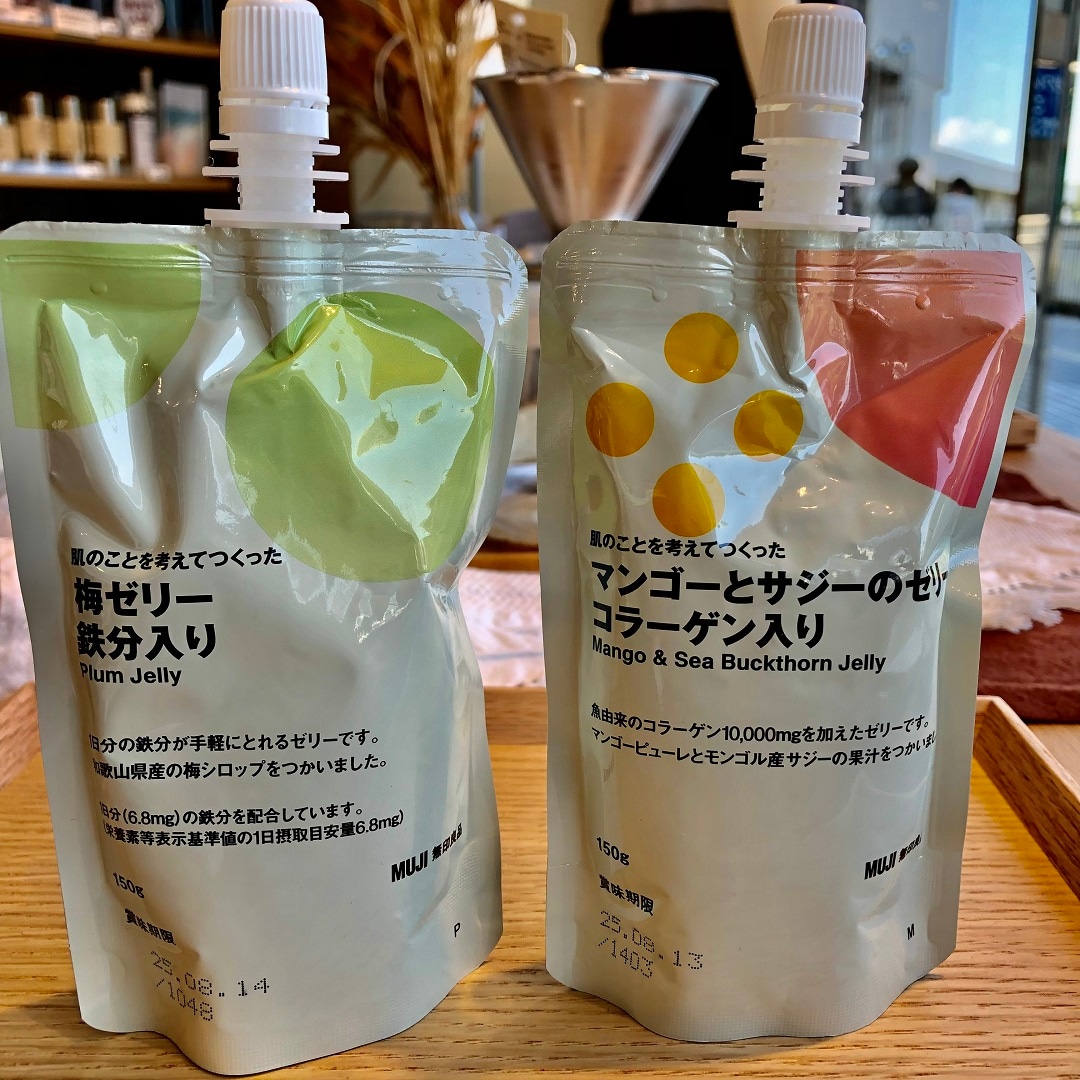 肌のことを考えてつくった
梅ゼリー
鉄分入り
Plum Jelly
1日分の鉄分が手軽にとれるゼリーです。
和歌山県産の梅シロップをつかいました。
1日分(6.8mg)の鉄分を配合しています。
(栄養素等表示基準値の1日摂取目安量6.8mg)
MUJI 無印良品
150g
賞味期限
P
25.08.14
/1048
肌のことを考えてつくった
マンゴーとサジーのゼリー
コラーゲン入り
Mango & Sea Buckthorn Jelly
魚由来のコラーゲン10,000mgを加えたゼリーです。
マンゴーピューレとモンゴル産サジーの果汁をつかいまし
150g
MUJI 無印良品
賞味期限
M
25.08.13
/1403